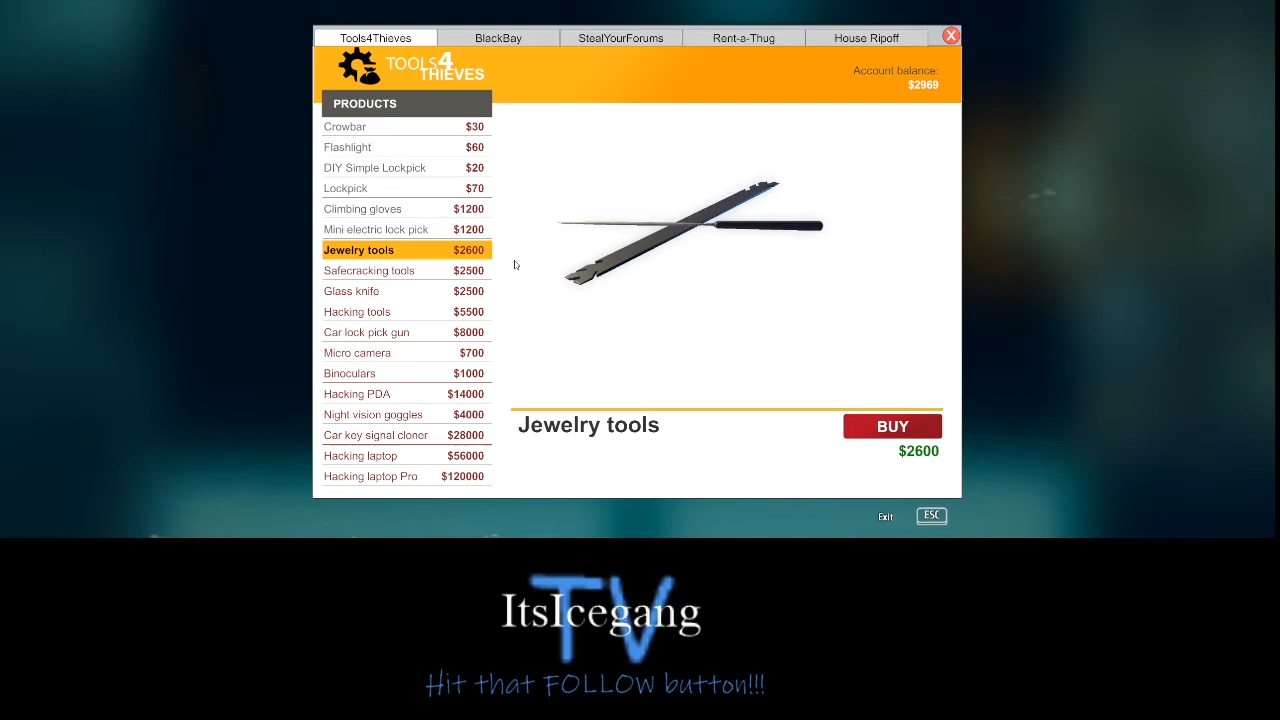 Tools4Thieves
BlackBay
StealYourForums
Rent-a-Thug
House Ripoff
X
TOOLS4
THIEVES
Account balance:
$2969
PRODUCTS
Crowbar $30
Flashlight $60
DIY Simple Lockpick $20
Lockpick $70
Climbing gloves $1200
Mini electric lock pick $1200
Jewelry tools $2600
Safecracking tools $2500
Glass knife $2500
Hacking tools $5500
Car lock pick gun $8000
Micro camera $700
Binoculars $1000
Hacking PDA $14000
Night vision goggles $4000
Car key signal cloner $28000
Hacking laptop $56000
Hacking laptop Pro $120000
Jewelry tools
BUY
$2600
Exit ESC
TV
ItsIcegang
Hit that FOLLOW button!!!